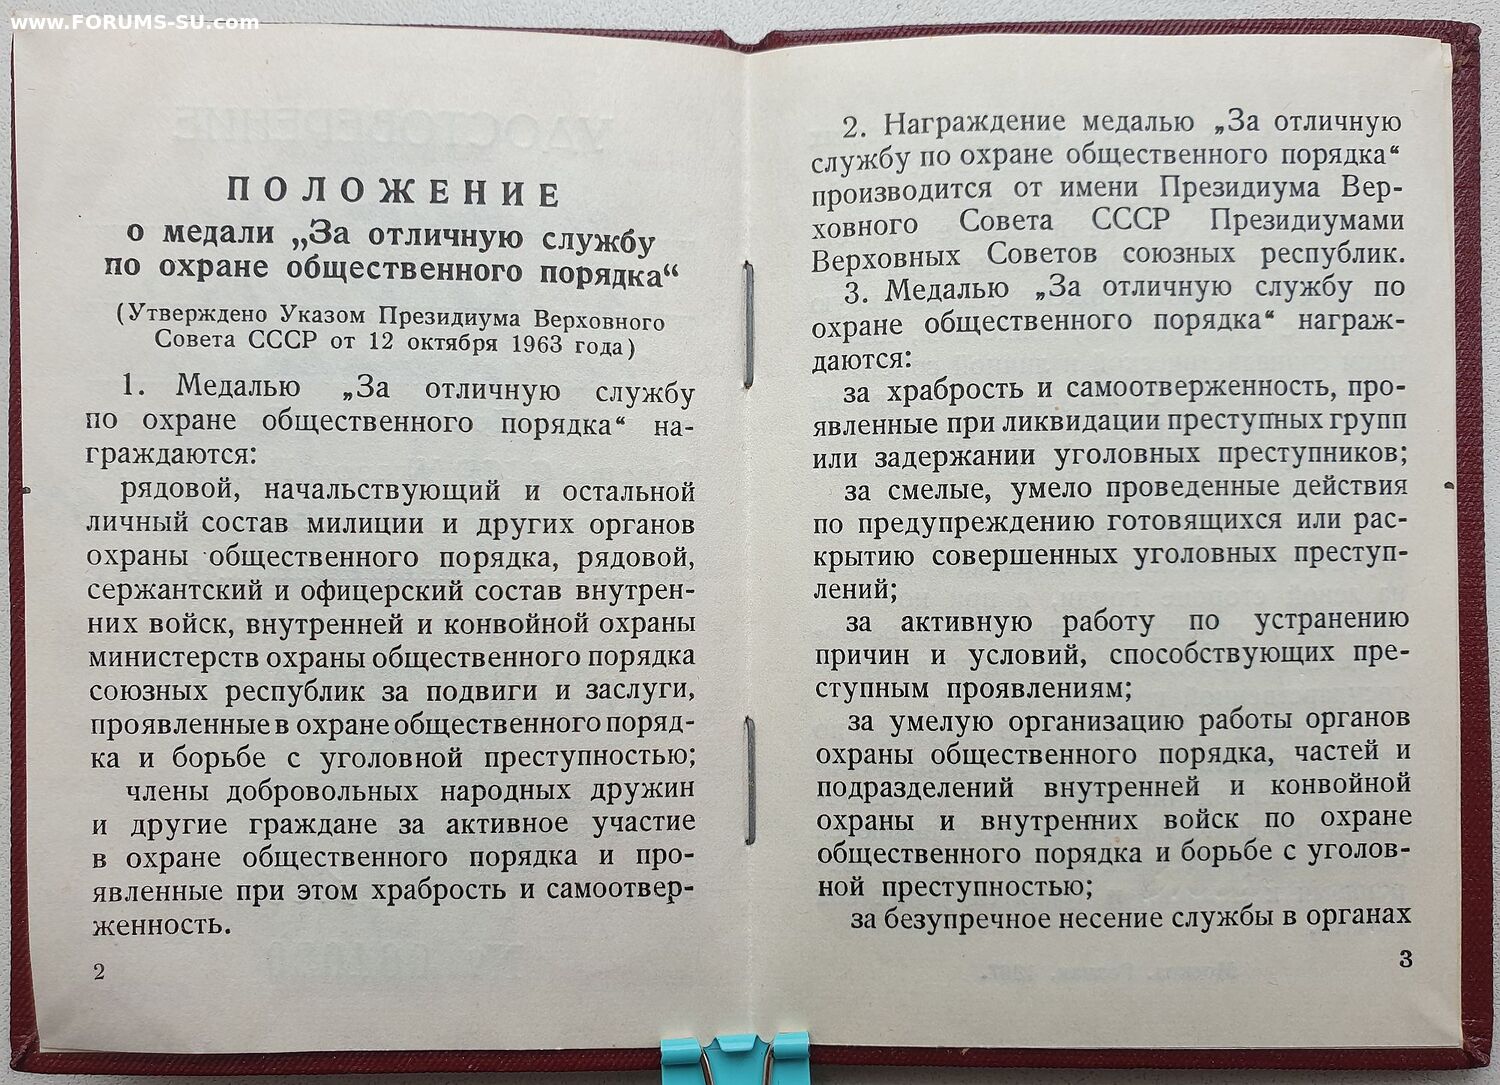 www.FORUMS-SU.com
ПОЛОЖЕНИЕ
о медали „За отличную службу
по охране общественного порядка“
(Утверждено Указом Президиума Верховного
Совета СССР от 12 октября 1963 года)
1. Медалью „За отличную службу
по охране общественного порядка“ на-
граждаются:
рядовой, начальствующий и остальной
личный состав милиции и других органов
охраны общественного порядка, рядовой,
сержантский и офицерский состав внутрен-
них войск, внутренней и конвойной охраны
министерств охраны общественного порядка
союзных республик за подвиги и заслуги,
проявленные в охране общественного поряд-
ка и борьбе с уголовной преступностью;
члены добровольных народных дружин
и другие граждане за активное участие
в охране общественного порядка и про-
явленные при этом храбрость и самоотвер-
женность.
2
2. Награждение медалью „За отличную
службу по охране общественного порядка“
производится от имени Президиума Вер-
ховного Совета СССР Президиумами
Верховных Советов союзных республик.
3. Медалью „За отличную службу по
охране общественного порядка“ награж-
даются:
за храбрость и самоотверженность, про-
явленные при ликвидации преступных групп
или задержании уголовных преступников;
за смелые, умело проведенные действия
по предупреждению готовящихся или рас-
крытию совершенных уголовных преступ-
лений;
за активную работу по устранению
причин и условий, способствующих пре-
ступным проявлениям;
за умелую организацию работы органов
охраны общественного порядка, частей и
подразделений внутренней и конвойной
охраны и внутренних войск по охране
общественного порядка и борьбе с уголов-
ной преступностью;
за безупречное несение службы в органах
3